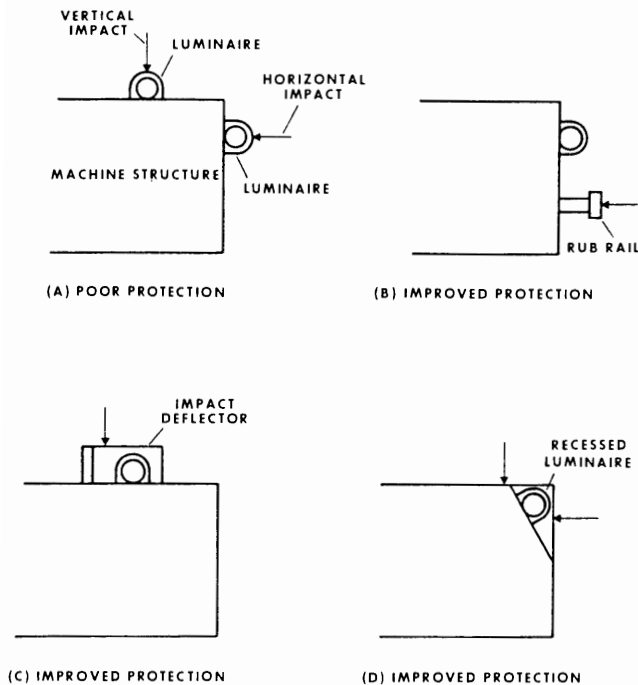 VERTICAL
IMPACT
LUMINAIRE
HORIZONTAL
IMPACT
MACHINE STRUCTURE
LUMINAIRE
RUB RAIL
(A) POOR PROTECTION
(B) IMPROVED PROTECTION
IMPACT
DEFLECTOR
RECESSED
LUMINAIRE
(C) IMPROVED PROTECTION
(D) IMPROVED PROTECTION